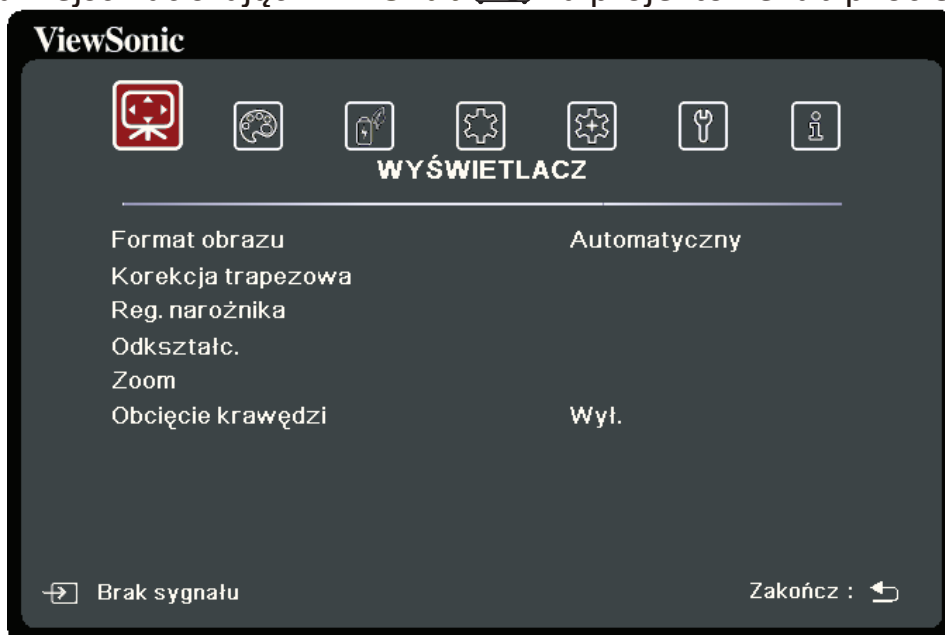 ViewSonic
WYŚWIETLACZ
Format obrazu Automatyczny
Korekcja trapezowa
Reg. narożnika
Odkształc.
Zoom
Obcięcie krawędzi Wył.
Brak sygnału Zakończ :